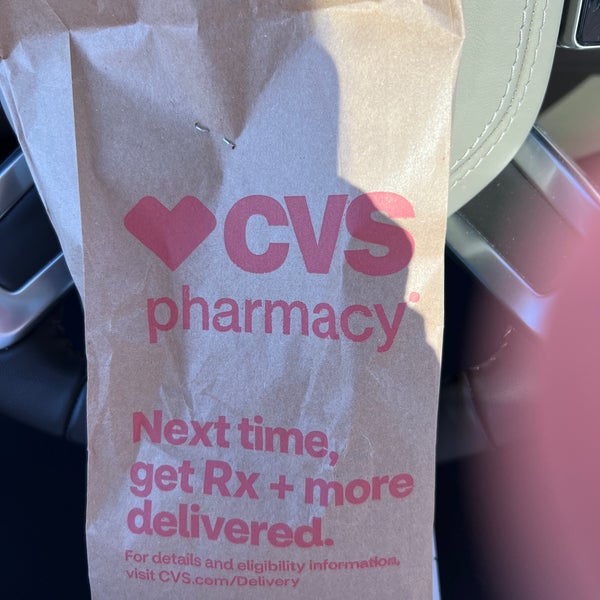 CVS
pharmacy
Next time,
get Rx + more
delivered.
For details and eligibility information,
visit CVS.com/Delivery